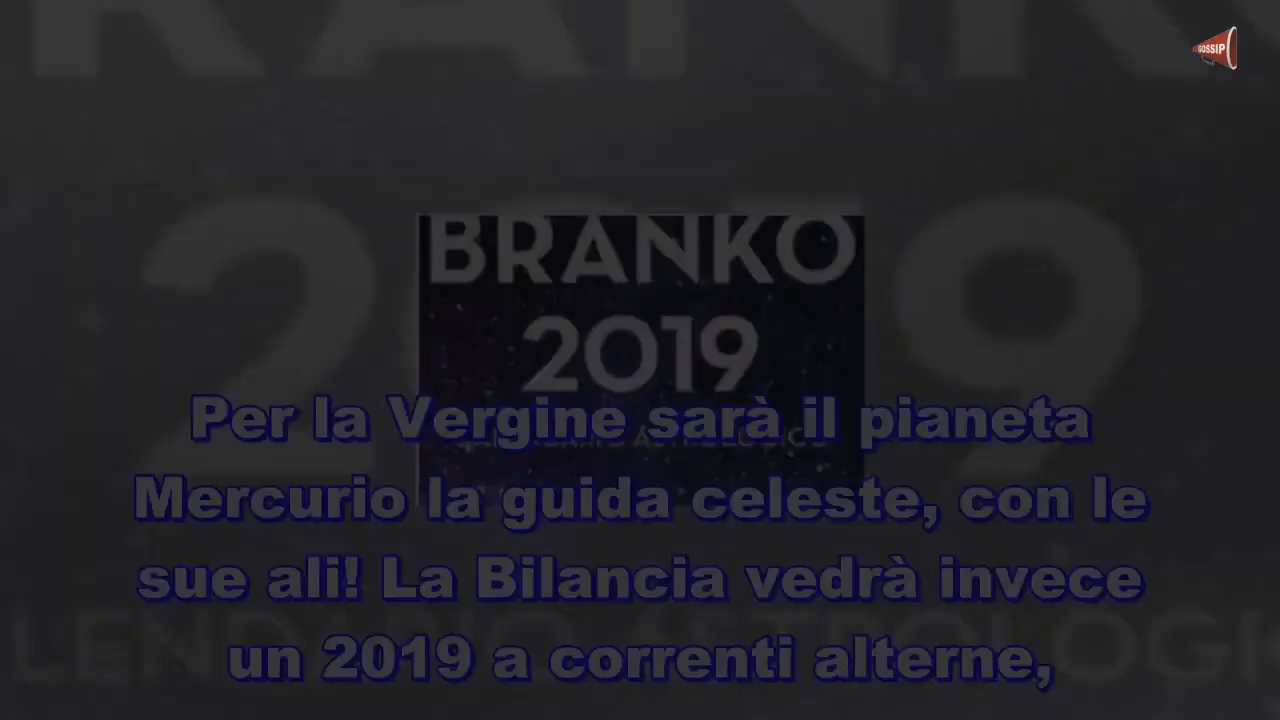 GOSSIP
BRANKO
2019
Per la Vergine sarà il pianeta
Mercurio la guida celeste, con le
sue ali! La Bilancia vedrà invece
un 2019 a correnti alterne,